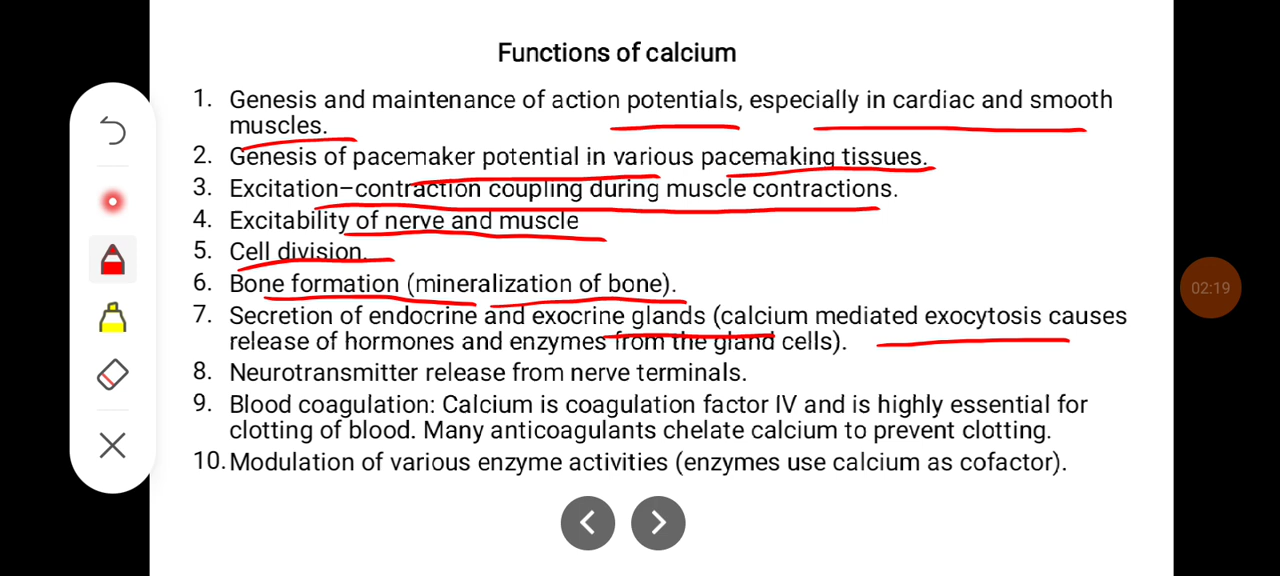 Functions of calcium
1. Genesis and maintenance of action potentials, especially in cardiac and smooth
muscles.
2. Genesis of pacemaker potential in various pacemaking tissues.
3. Excitation–contraction coupling during muscle contractions.
4. Excitability of nerve and muscle
5. Cell division.
6. Bone formation (mineralization of bone).
7. Secretion of endocrine and exocrine glands (calcium mediated exocytosis causes
release of hormones and enzymes from the gland cells).
8. Neurotransmitter release from nerve terminals.
9. Blood coagulation: Calcium is coagulation factor IV and is highly essential for
clotting of blood. Many anticoagulants chelate calcium to prevent clotting.
10. Modulation of various enzyme activities (enzymes use calcium as cofactor).
02:19